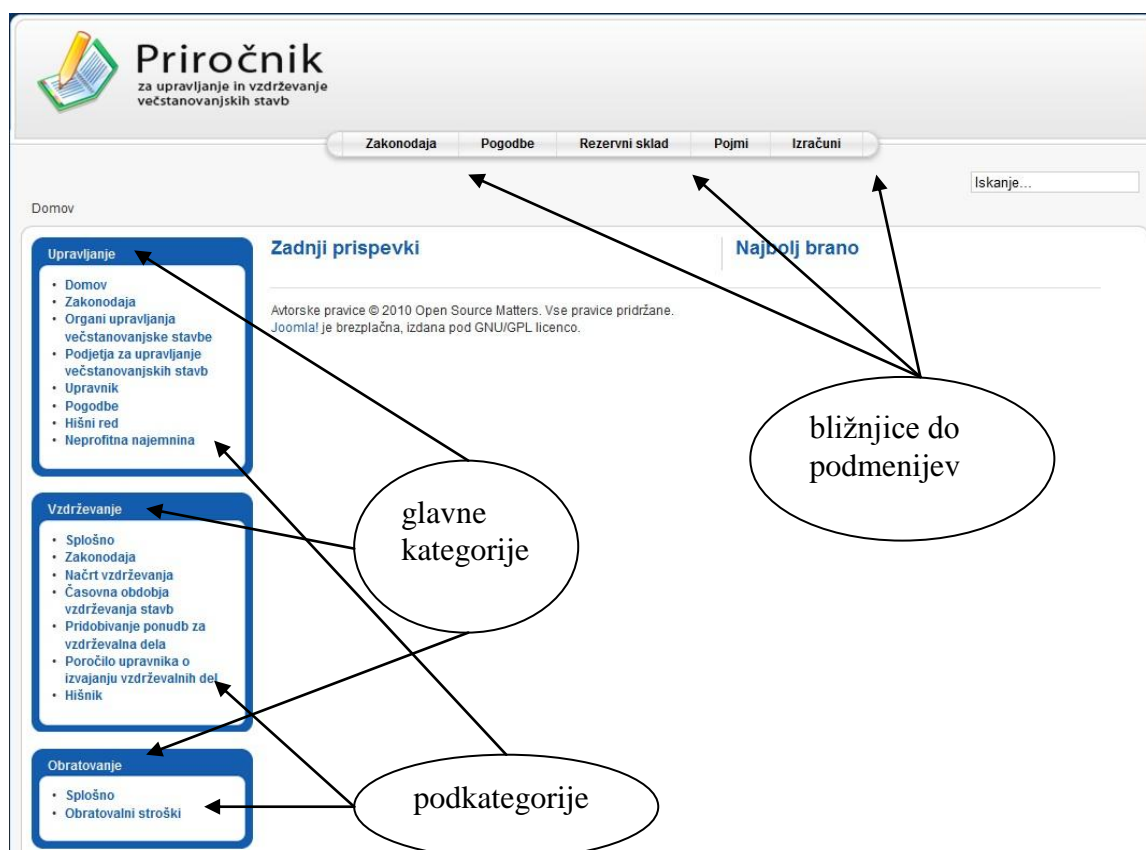 Priročnik
za upravljanje in vzdrževanje
večstanovanjskih stavb
Zakonodaja Pogodbe Rezervni sklad Pojmi Izračuni
Iskanje...
Domov
Upravljanje
Domov
Zakonodaja
Organi upravljanja
večstanovanjske stavbe
Podjetja za upravljanje
večstanovanjskih stavb
Upravnik
Pogodbe
Hišni red
Neprofitna najemnina
Zadnji prispevki
Najbolj brano
Avtorske pravice © 2010 Open Source Matters. Vse pravice pridržane.
Joomla! je brezplačna, izdana pod GNU/GPL licenco.
bližnjice do
podmenijev
glavne
kategorije
Vzdrževanje
Splošno
Zakonodaja
Načrt vzdrževanja
Časovna obdobja
vzdrževanja stavb
Pridobivanje ponudb za
vzdrževalna dela
Poročilo upravnika o
izvajanju vzdrževalnih del
Hišnik
Obratovanje
Splošno
Obratovalni stroški
podkategorije